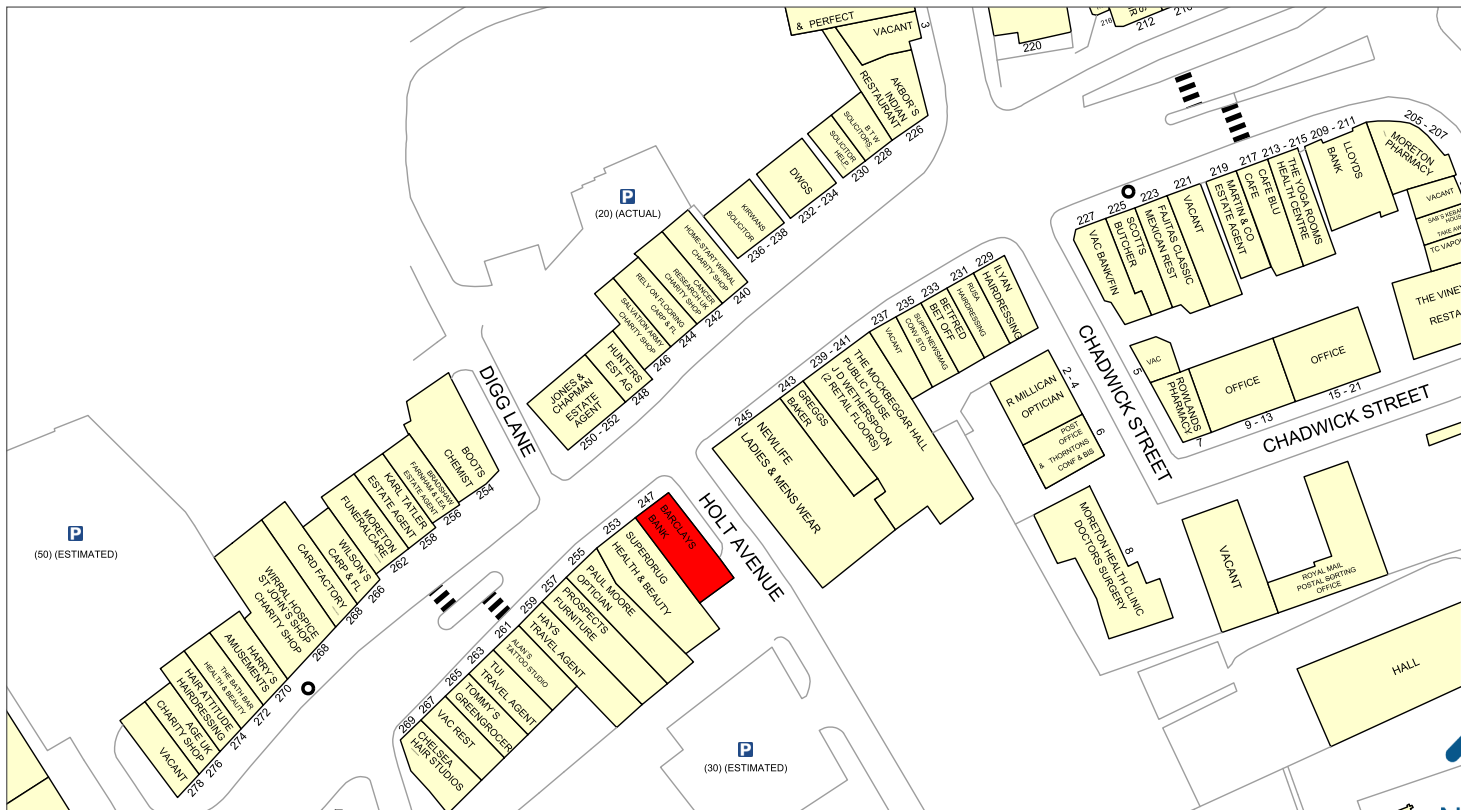 & PERFECT
VACANT
3
AKBOR'S
INDIAN
RESTAURANT
226
B T W
SOLICITORS..
228
SOLICITOR
HELP
230
DWGS
232 - 234
KIRWANS
SOLICITOR
236 - 238
HOME-START WIRRAL
CHARITY SHOP
240
CANCER
RESEARCH UK
CHARITY SHOP
242
RELY ON FLOORING
CARP & FL
244
SALVATION ARMY
CHARITY SHOP
246
HUNTERS
EST AG
248
JONES &
CHAPMAN
ESTATE
AGENT
250 - 252
P
(20) (ACTUAL)
DIGG LANE
BOOTS
CHEMIST
254
BRADSHAW
FARNHAM & LEA
ESTATE AGENT
256
KARL TATLER
ESTATE AGENT
258
MORETON
FUNERALCARE
262
WILSON'S
CARP & FL
266
CARD FACTORY
268
WIRRAL HOSPICE
ST JOHN'S SHOP
CHARITY SHOP
268
HARRY'S
AMUSEMENTS
270
THE BATH BAR
HEALTH & BEAUTY
272
HAIR ATTITUDE
HAIRDRESSING
274
AGE UK
CHARITY SHOP
276
VACANT
278
P
(50) (ESTIMATED)
220
218
212
210
205 - 207
MORETON
PHARMACY
209 - 211
LLOYDS
BANK
213 - 215
THE YOGA ROOMS
HEALTH CENTRE
217
CAFE BLU
CAFE
219
MARTIN & CO
ESTATE AGENT
221
VACANT
223
FAJITAS CLASSIC
MEXICAN REST
225
SCOTTS
BUTCHER
227
VAC BANK/FIN
VACANT
SAB'S KEBA
HOUS
TAKE AW
TC VAPO
THE VINE
RESTA
229
ILYAN
HAIRDRESSING
231
RUSA
HAIRDRESSING
233
BETFRED
BET OFF
235
SUPER NEWSMAG
CONV STO
237
VACANT
239 - 241
THE MOCKBEGGAR HALL
PUBLIC HOUSE
J D WETHERSPOON
(2 RETAIL FLOORS)
243
GREGGS
BAKER
245
NEWLIFE
LADIES & MENS WEAR
HOLT AVENUE
247
BARCLAYS
BANK
253
SUPERDRUG
HEALTH & BEAUTY
255
PAUL MOORE
OPTICIAN
257
PROSPECTS
FURNITURE
259
HAYS
TRAVEL AGENT
261
ALAN'S
TATTOO STUDIO
263
TUI
TRAVEL AGENT
265
TOMMY'S
GREENGROCER
267
VAC REST
269
CHELSEA
HAIR STUDIOS
P
(30) (ESTIMATED)
CHADWICK STREET
2 - 4
R MILLICAN
OPTICIAN
6
POST
OFFICE
& THORNTONS
CONF & BIS
8
MORETON HEALTH CLINIC
DOCTORS SURGERY
VAC
5
ROWLANDS
PHARMACY
7
OFFICE
9 - 13
OFFICE
15 - 21
CHADWICK STREET
VACANT
ROYAL MAIL
POSTAL SORTING
OFFICE
HALL